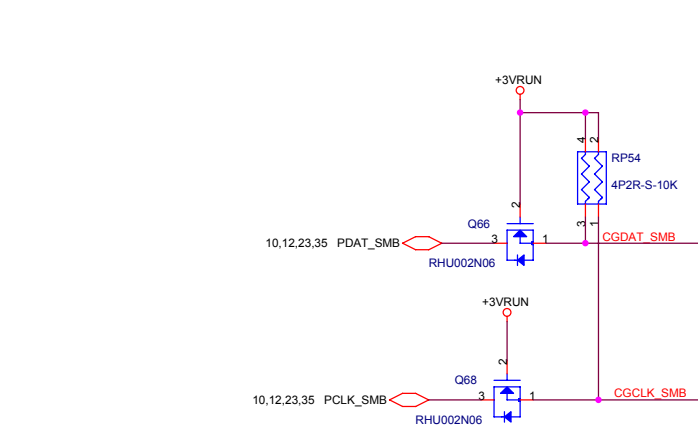 +3VRUN
4 2
RP54
4P2R-S-10K
2
3 1
Q66
10,12,23,35 PDAT_SMB 3 1 CGDAT_SMB
RHU002N06
+3VRUN
2
Q68
10,12,23,35 PCLK_SMB 3 1 CGCLK_SMB
RHU002N06